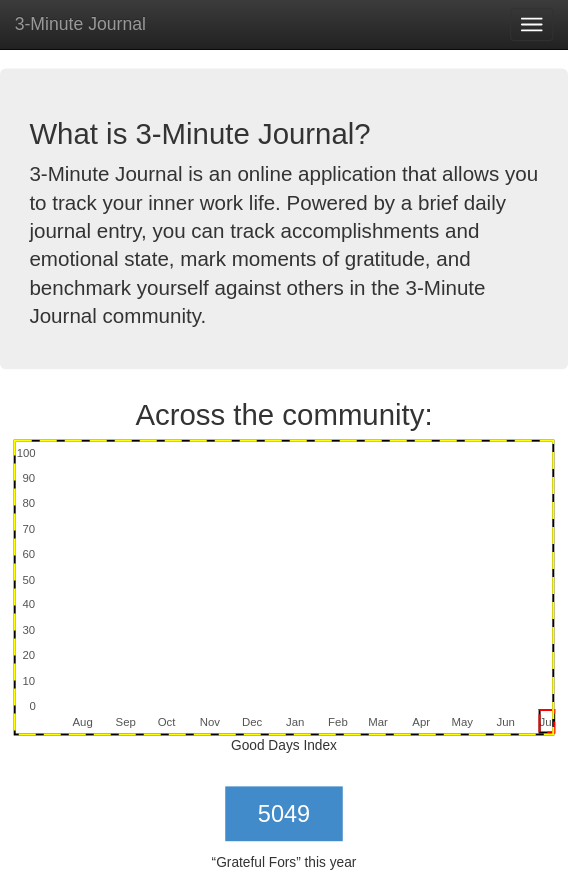 3-Minute Journal
What is 3-Minute Journal?
3-Minute Journal is an online application that allows you
to track your inner work life. Powered by a brief daily
journal entry, you can track accomplishments and
emotional state, mark moments of gratitude, and
benchmark yourself against others in the 3-Minute
Journal community.
Across the community:
100
90
80
70
60
50
40
30
20
10
0
Aug Sep Oct Nov Dec Jan Feb Mar Apr May Jun
Good Days Index
5049
“Grateful Fors” this year